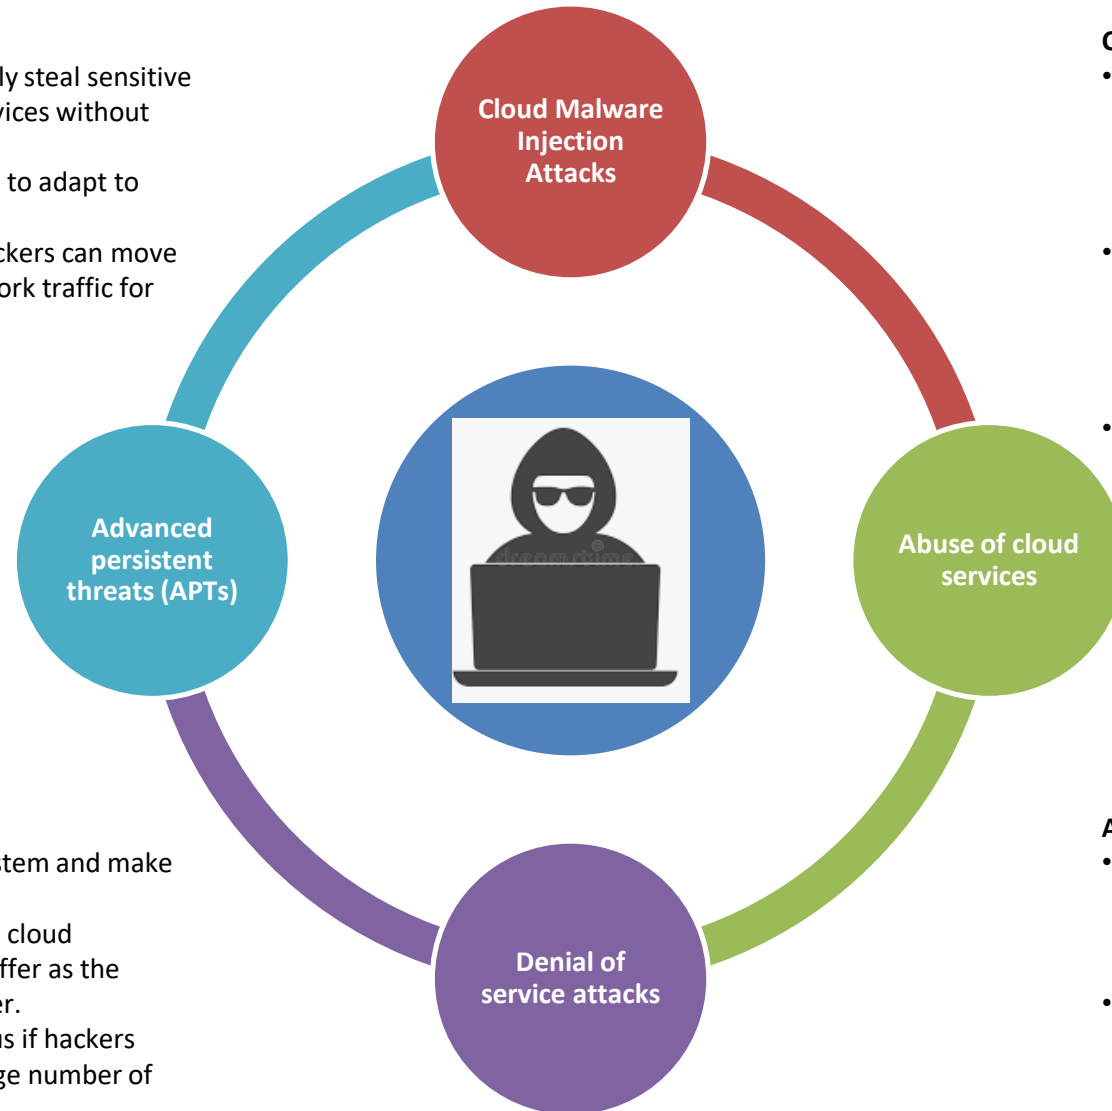 ly steal sensitive
vices without
to adapt to
ckers can move
ork traffic for
Cloud Malware
Injection
Attacks
C
•
•
•
Advanced
persistent
threats (APTs)
dreamstime
Abuse of cloud
services
stem and make
cloud
ffer as the
er.
us if hackers
ge number of
Denial of
service attacks
A
•
•